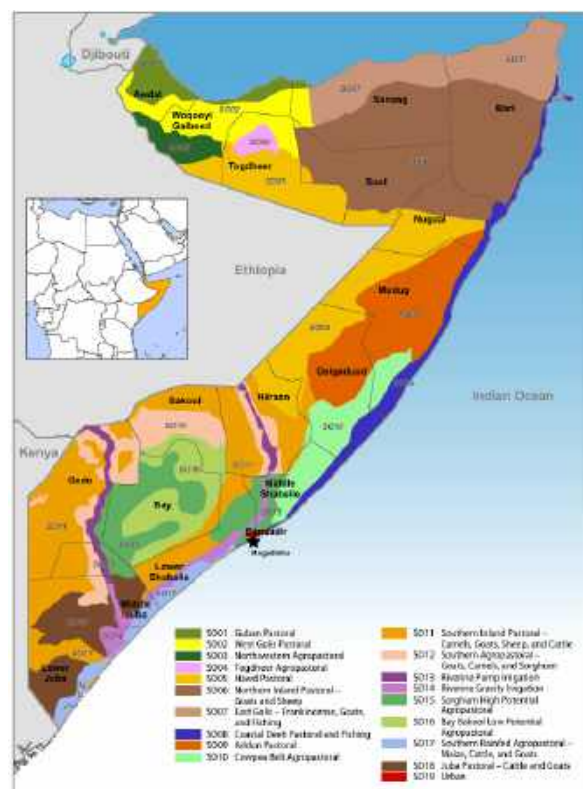 Djibouti
SO07
Awdal
Sanaag
Bari
SO02
Woqooyi
Galbeed
Togdheer
SO05
Sool
Nugaal
Ethiopia
Mudug
Galgaduud
Hiiraan
Bakool
Indian Ocean
SO10
Kenya
Gedo
Bay
Middle
Shabelle
Banadir
Mogadishu
Lower
Shabelle
Middle
Juba
Lower
Juba
SO01 Guban Pastoral
SO02 West Golis Pastoral
SO03 Northwestern Agropastoral
SO04 Togdheer Agropastoral
SO05 Hawd Pastoral
SO06 Northern Inland Pastoral –
Goats and Sheep
SO07 East Golis – Frankincense, Goats,
and Fishing
SO08 Coastal Deeh Pastoral and Fishing
SO09 Addun Pastoral
SO10 Cowpea Belt Agropastoral
SO11 Southern Inland Pastoral –
Camels, Goats, Sheep, and Cattle
SO12 Southern Agropastoral –
Goats, Camels, and Sorghum
SO13 Riverine Pump Irrigation
SO14 Riverine Gravity Irrigation
SO15 Sorghum High Potential
Agropastoral
SO16 Bay Bakool Low Potential
Agropastoral
SO17 Southern Rainfed Agropastoral –
Maize, Cattle, and Goats
SO18 Juba Pastoral – Cattle and Goats
SO19 Urban